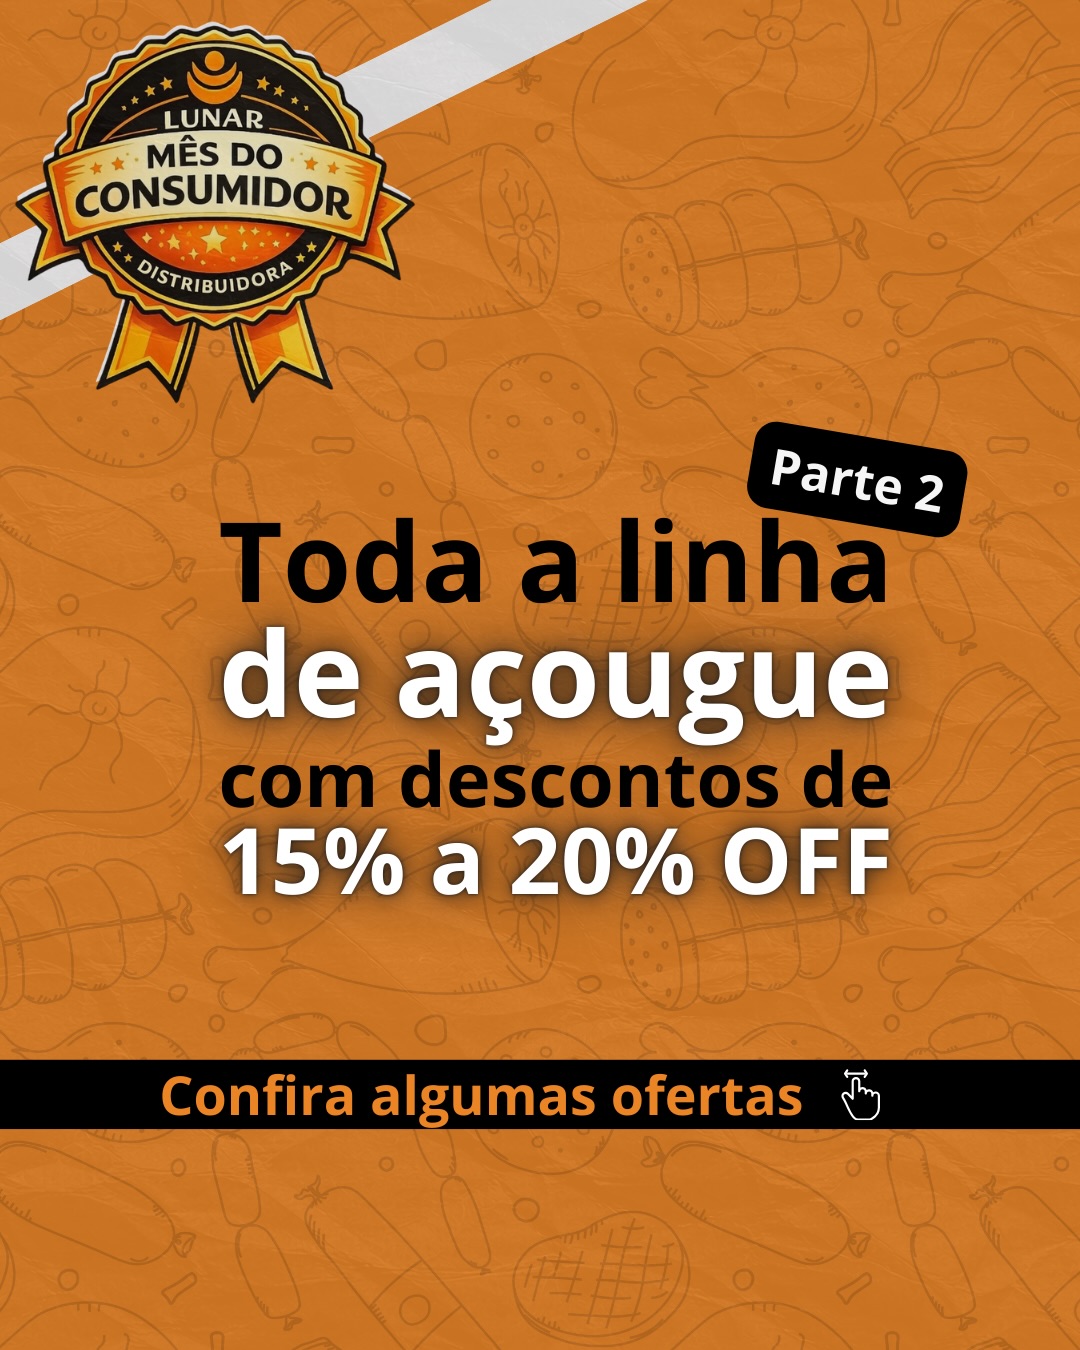 LUNAR
MÊS DO
CONSUMIDOR
DISTRIBUIDORA
Parte 2
Toda a linha
de açougue
com descontos de
15% a 20% OFF
Confira algumas ofertas